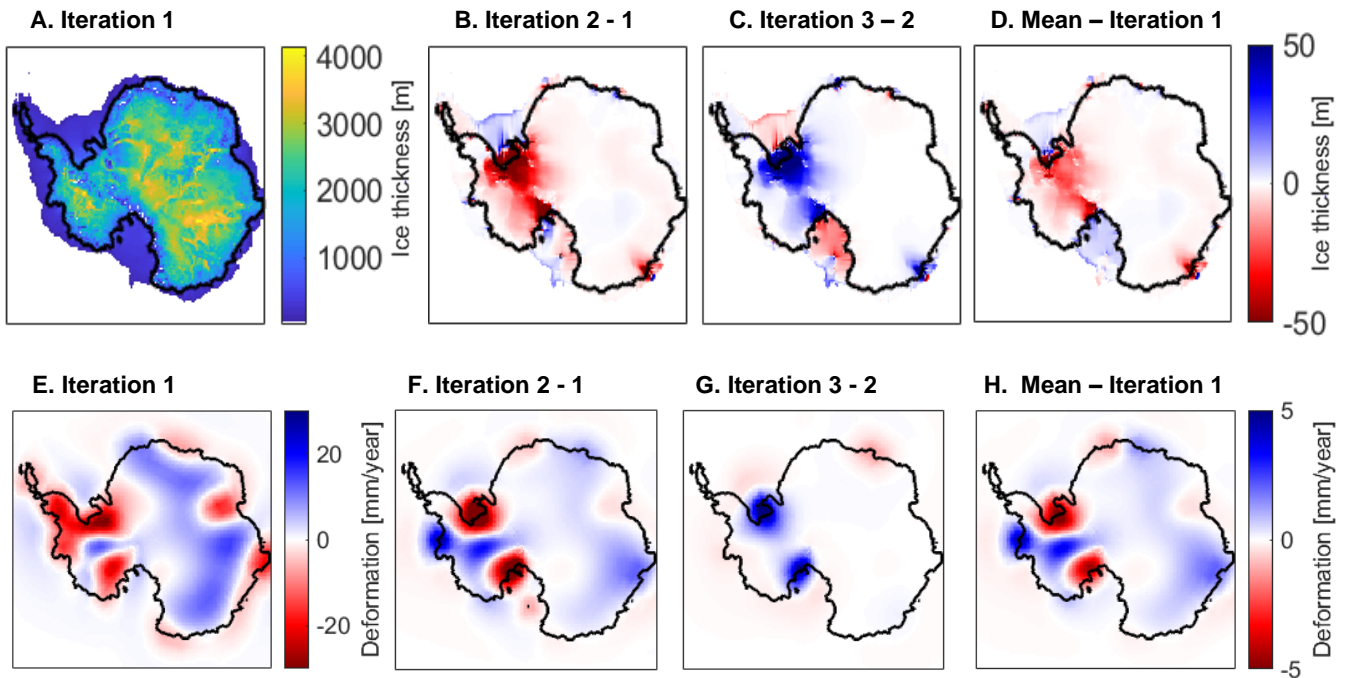 A. Iteration 1
B. Iteration 2 - 1
C. Iteration 3 – 2
D. Mean – Iteration 1
4000
3000
2000
1000
Ice thickness [m]
50
0
-50
Ice thickness [m]
E. Iteration 1
F. Iteration 2 - 1
G. Iteration 3 - 2
H. Mean – Iteration 1
20
0
-20
Deformation [mm/year]
5
0
-5
Deformation [mm/year]